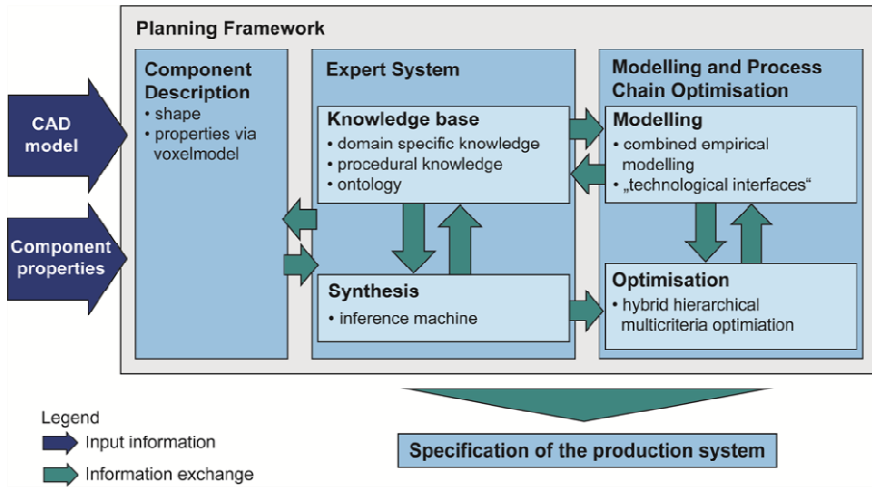 Planning Framework
CAD
model
Component
properties
Component
Description
• shape
• properties via
voxelmodel
Expert System
Knowledge base
• domain specific knowledge
• procedural knowledge
• ontology
Synthesis
• inference machine
Modelling and Process
Chain Optimisation
Modelling
• combined empirical
modelling
• „technological interfaces“
Optimisation
• hybrid hierarchical
multicriteria optimiation
Legend
Input information
Information exchange
Specification of the production system